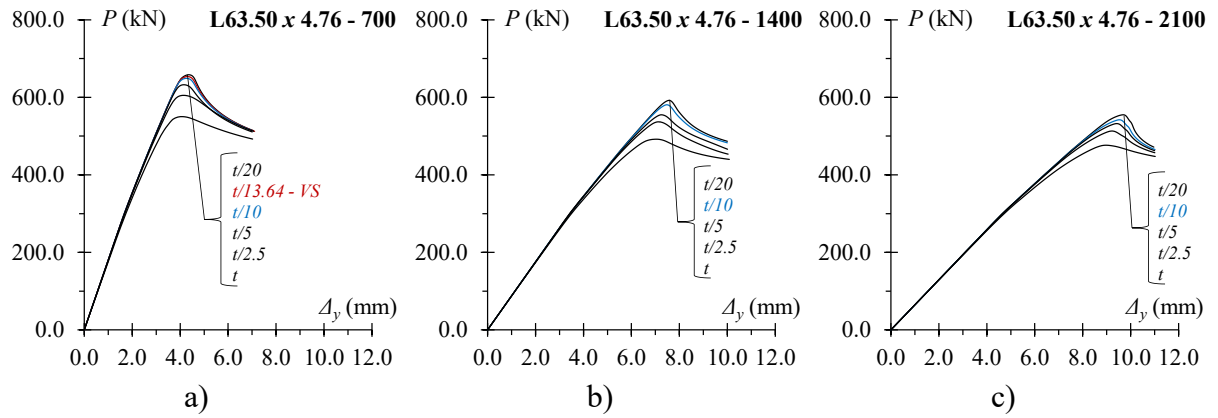 P (kN) L63.50 x 4.76 - 700
800.0
600.0
400.0
200.0
0.0
t/20
t/13.64 - VS
t/10
t/5
t/2.5
t
Δy (mm)
0.0 2.0 4.0 6.0 8.0 10.0 12.0
a)
P (kN) L63.50 x 4.76 - 1400
800.0
600.0
400.0
200.0
0.0
t/20
t/10
t/5
t/2.5
t
Δy (mm)
0.0 2.0 4.0 6.0 8.0 10.0 12.0
b)
P (kN) L63.50 x 4.76 - 2100
800.0
600.0
400.0
200.0
0.0
t/20
t/10
t/5
t/2.5
t
Δy (mm)
0.0 2.0 4.0 6.0 8.0 10.0 12.0
c)